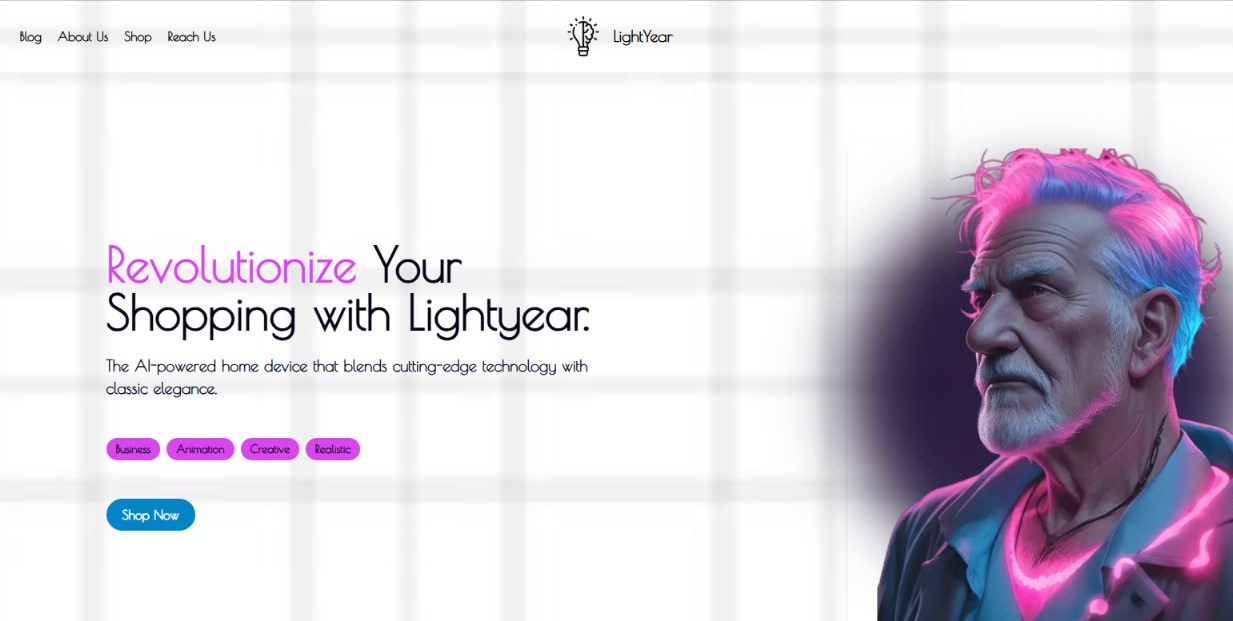 Blog About Us Shop Reach Us LightYear
Revolutionize Your
Shopping with Lightyear.
The AI-powered home device that blends cutting-edge technology with
classic elegance.
Business Animation Creative Realistic
Shop Now